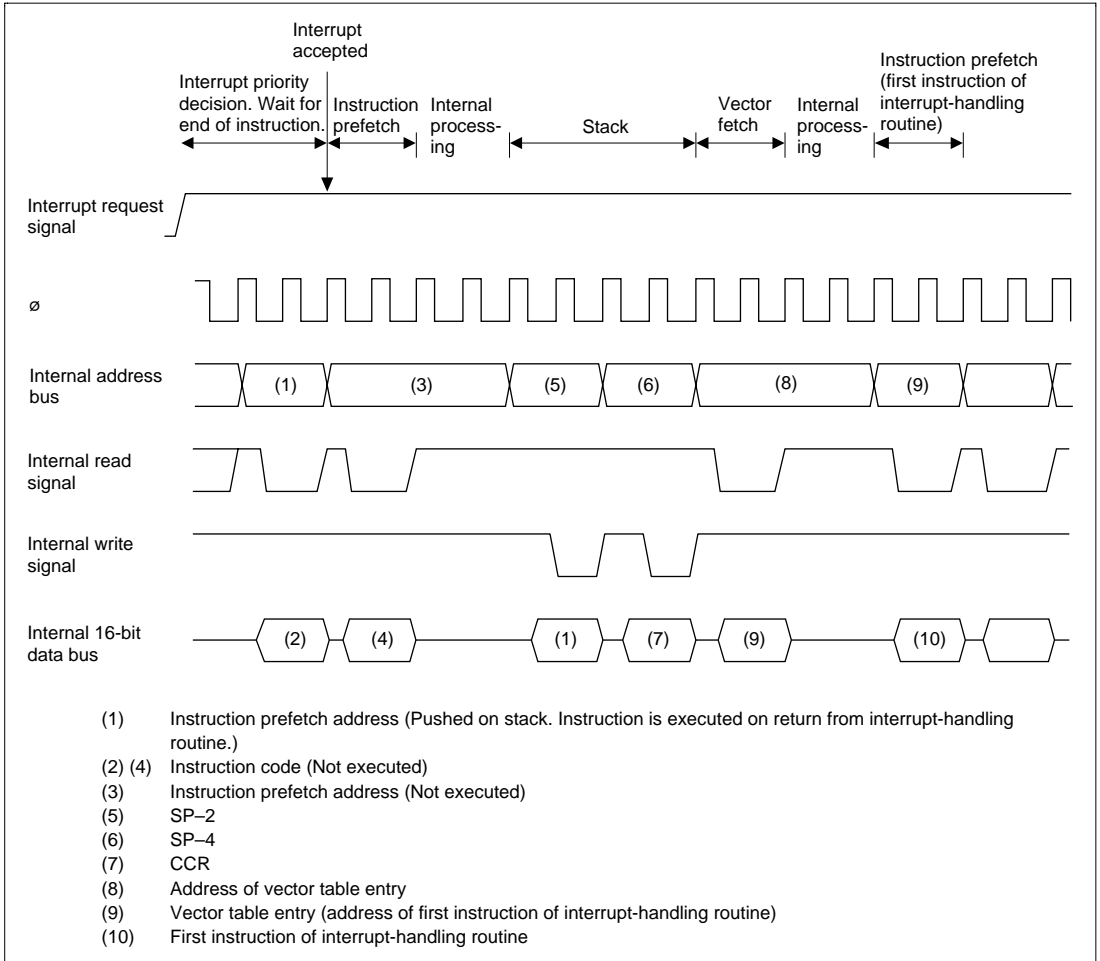 Interrupt
accepted
Interrupt priority
decision. Wait for
end of instruction.
Instruction
prefetch
Internal
process-
ing
Stack
Vector
fetch
Internal
process-
ing
Instruction prefetch
(first instruction of
interrupt-handling
routine)
Interrupt request
signal
ø
Internal address
bus
(1) (3) (5) (6) (8) (9)
Internal read
signal
Internal write
signal
Internal 16-bit
data bus
(2) (4) (1) (7) (9) (10)
(1) Instruction prefetch address (Pushed on stack. Instruction is executed on return from interrupt-handling
routine.)
(2) (4) Instruction code (Not executed)
(3) Instruction prefetch address (Not executed)
(5) SP–2
(6) SP–4
(7) CCR
(8) Address of vector table entry
(9) Vector table entry (address of first instruction of interrupt-handling routine)
(10) First instruction of interrupt-handling routine